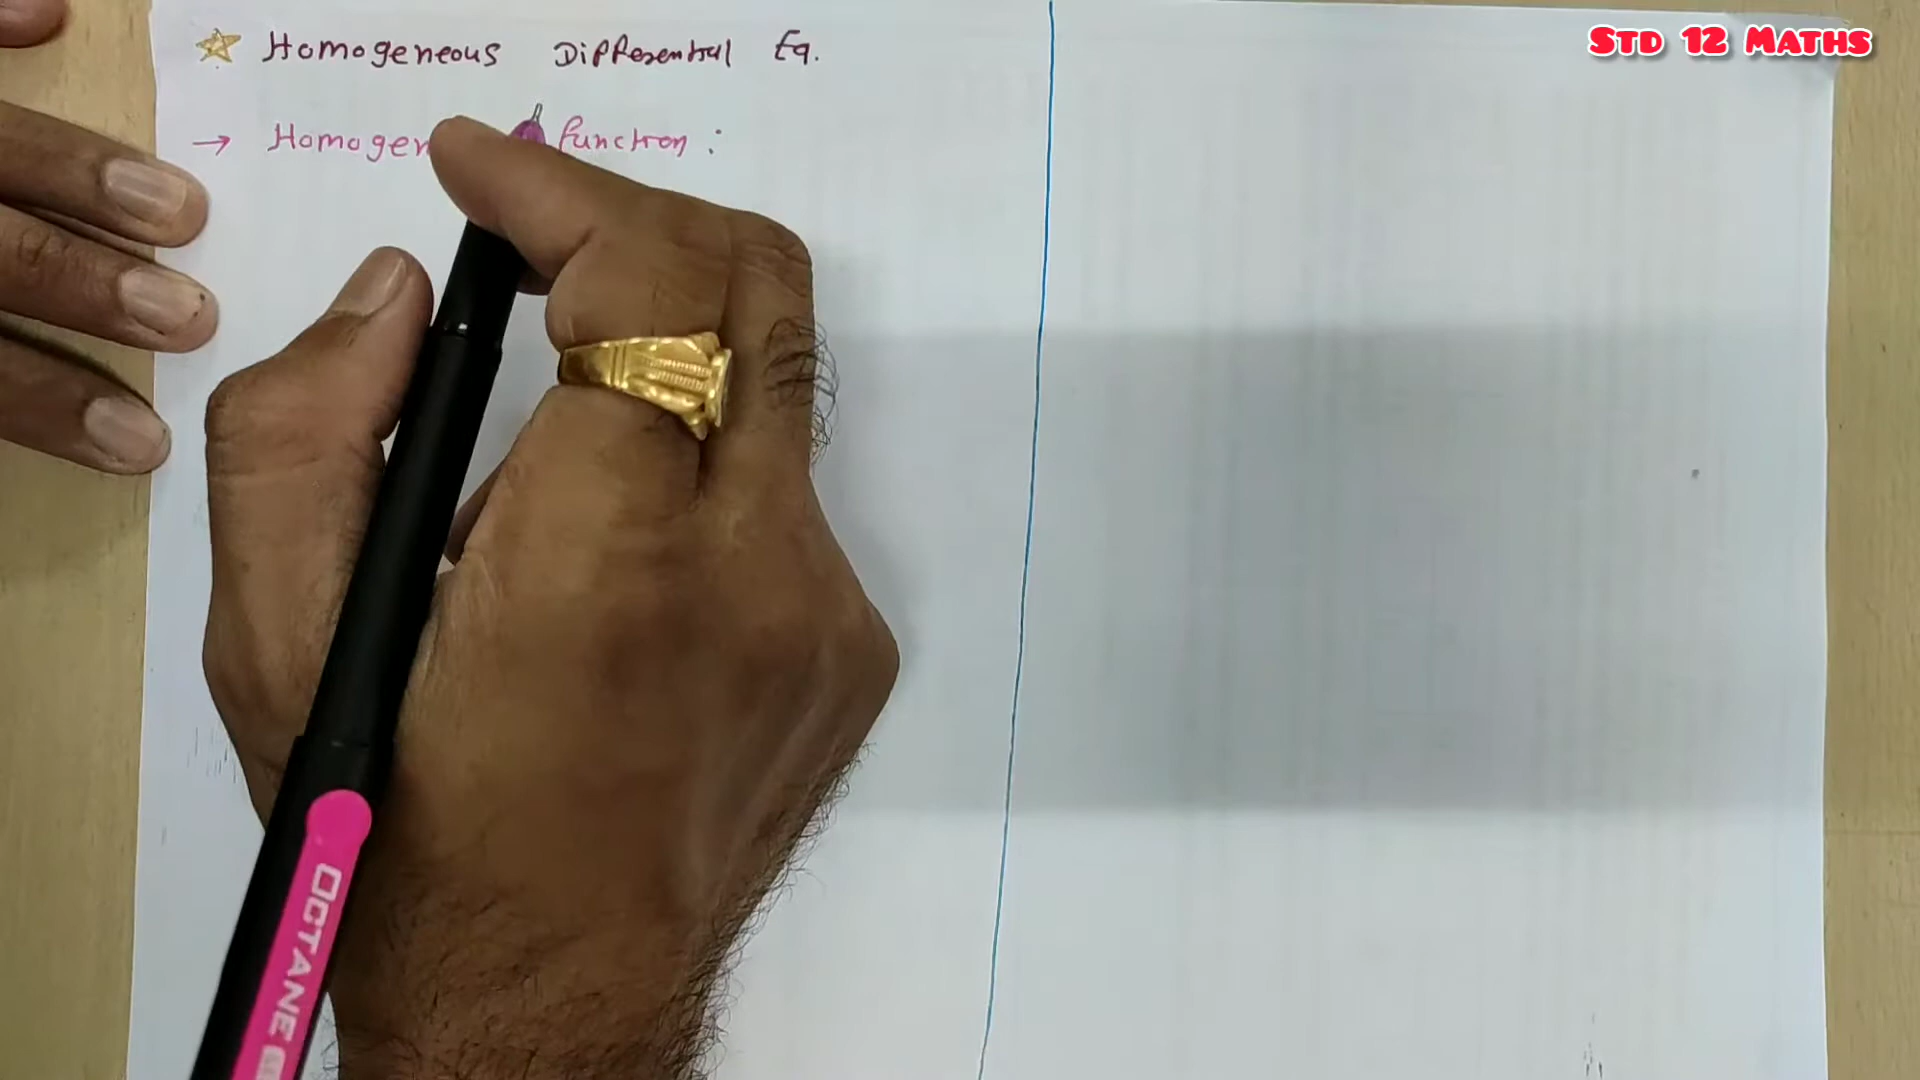 Homogeneous Differential Eq.
STD 12 MATHS
→ Homogen function :
OCTANE